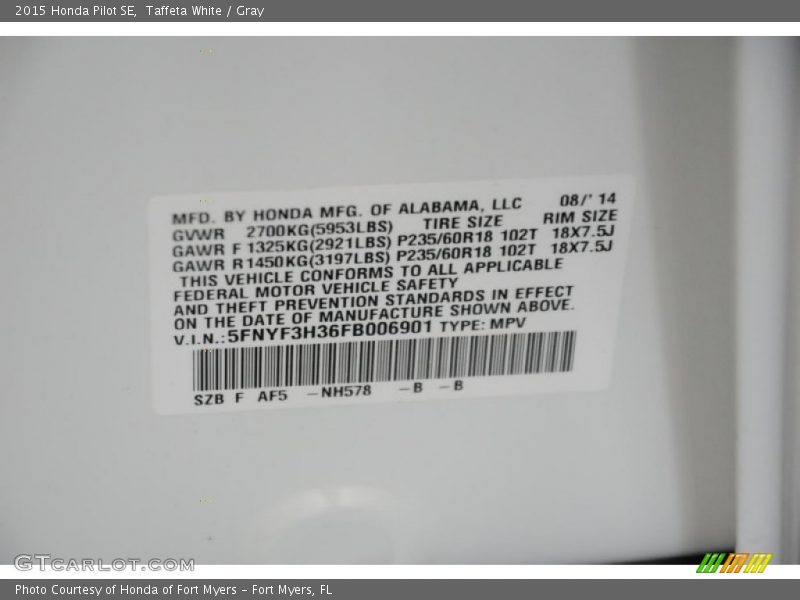 2015 Honda Pilot SE,  Taffeta White / Gray
MFD. BY HONDA MFG. OF ALABAMA, LLC 08/' 14
GVWR 2700KG(5953LBS) TIRE SIZE RIM SIZE
GAWR F 1325KG(2921LBS) P235/60R18 102T 18X7.5J
GAWR R1450KG(3197LBS) P235/60R18 102T 18X7.5J
THIS VEHICLE CONFORMS TO ALL APPLICABLE
FEDERAL MOTOR VEHICLE SAFETY
AND THEFT PREVENTION STANDARDS IN EFFECT
ON THE DATE OF MANUFACTURE SHOWN ABOVE.
V.I.N.:5FNYF3H36FB006901 TYPE: MPV
SZB F AF5 -NH578 -B -B
GTCARLOT.COM
Photo Courtesy of Honda of Fort Myers - Fort Myers, FL